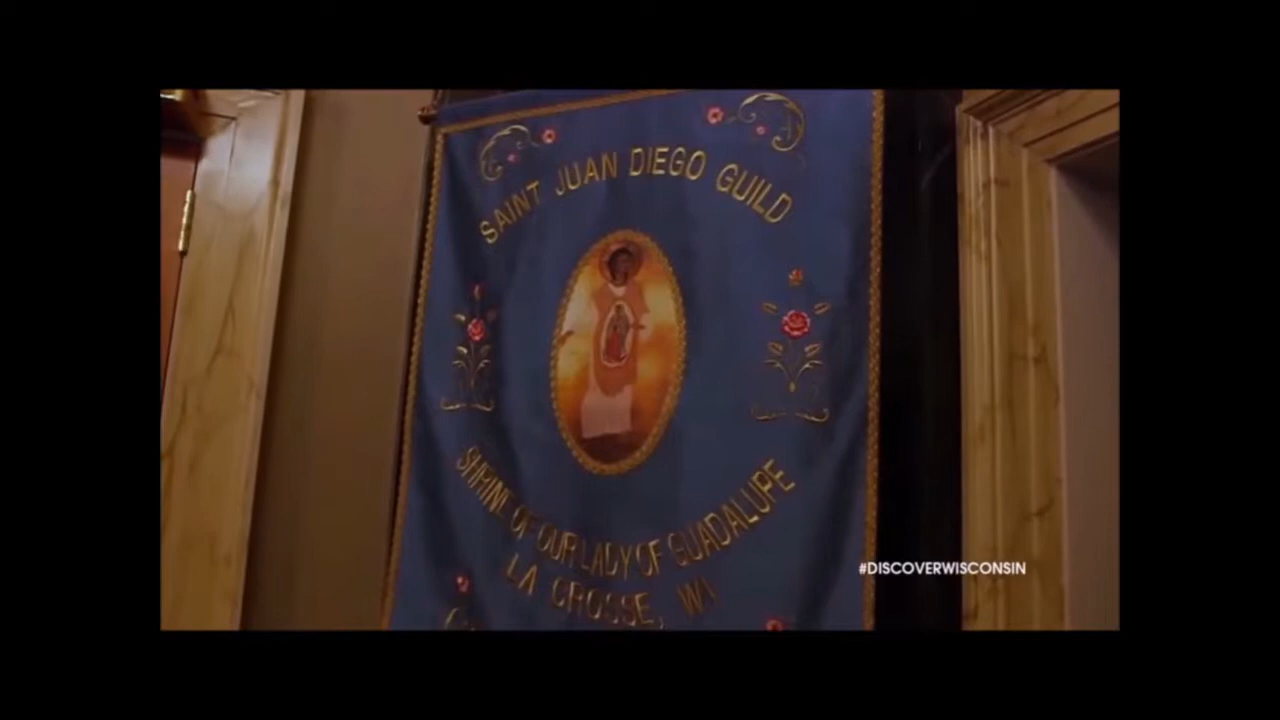 SAINT JUAN DIEGO GUILD
SHRINE OF OUR LADY OF GUADALUPE
LA CROSSE, WI
#DISCOVERWISCONSIN